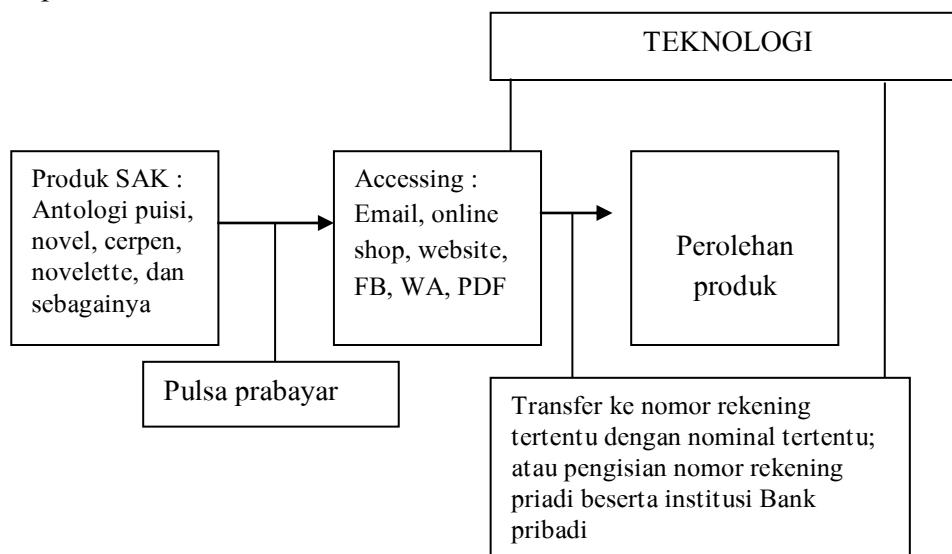 TEKNOLOGI
Produk SAK :
Antologi puisi,
novel, cerpen,
novelette, dan
sebagainya
Accessing :
Email, online
shop, website,
FB, WA, PDF
Perolehan
produk
Pulsa prabayar
Transfer ke nomor rekening
tertentu dengan nominal tertentu;
atau pengisian nomor rekening
priadi beserta institusi Bank
pribadi